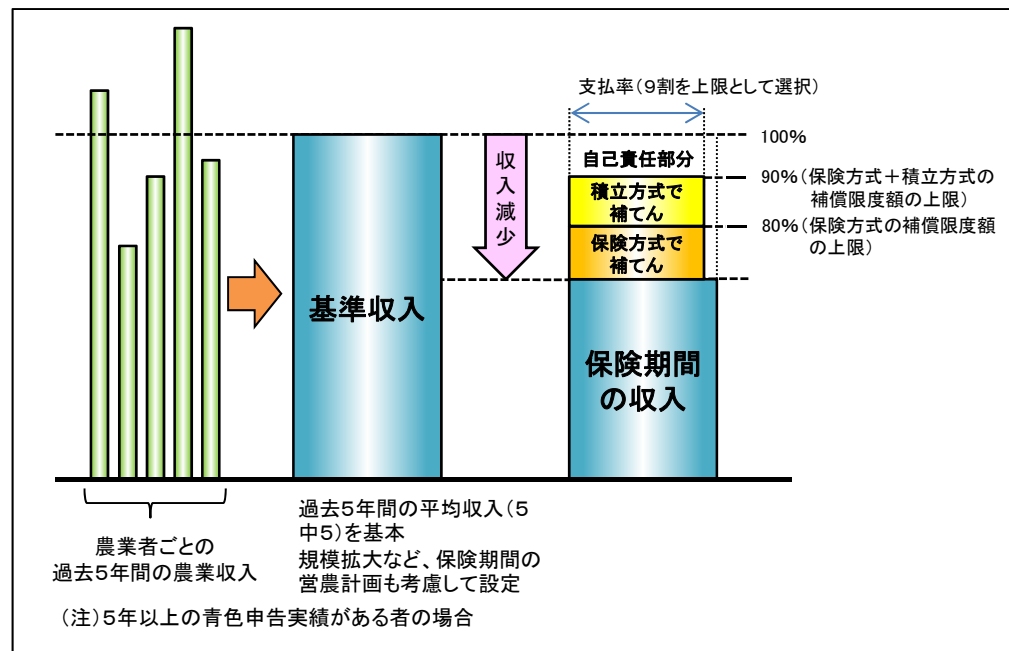 支払率(9割を上限として選択)
100%
自己責任部分
90%(保険方式+積立方式の
補償限度額の上限)
積立方式で
補てん
80%(保険方式の補償限度額
の上限)
保険方式で
補てん
収入減少
基準収入
保険期間
の収入
農業者ごとの
過去5年間の農業収入
過去5年間の平均収入(5
中5)を基本
規模拡大など、保険期間の
営農計画も考慮して設定
(注)5年以上の青色申告実績がある者の場合